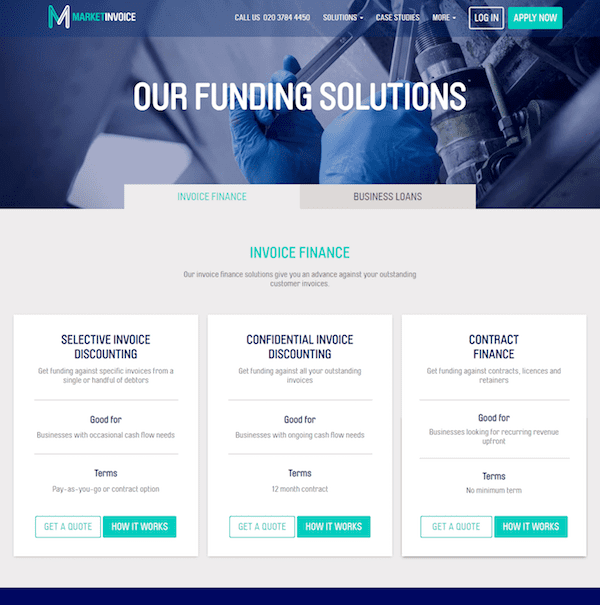 MARKETINVOICE
CALL US 020 3784 4450
SOLUTIONS
CASE STUDIES
MORE
LOG IN
APPLY NOW
OUR FUNDING SOLUTIONS
INVOICE FINANCE
BUSINESS LOANS
INVOICE FINANCE
Our invoice finance solutions give you an advance against your outstanding
customer invoices.
SELECTIVE INVOICE
DISCOUNTING
Get funding against specific invoices from a
single or handful of debtors
Good for
Businesses with occasional cash flow needs
Terms
Pay-as-you-go or contract option
GET A QUOTE
HOW IT WORKS
CONFIDENTIAL INVOICE
DISCOUNTING
Get funding against all your outstanding
invoices
Good for
Businesses with ongoing cash flow needs
Terms
12 month contract
GET A QUOTE
HOW IT WORKS
CONTRACT
FINANCE
Get funding against contracts, licences and
retainers
Good for
Businesses looking for recurring revenue
upfront
Terms
No minimum term
GET A QUOTE
HOW IT WORKS